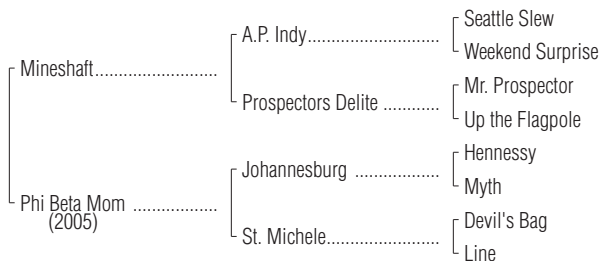 Seattle Slew
A.P. Indy
Weekend Surprise
Mineshaft
Mr. Prospector
Prospectors Delite
Up the Flagpole
Hennessy
Johannesburg
Myth
Phi Beta Mom
(2005)
Devil's Bag
St. Michele
Line